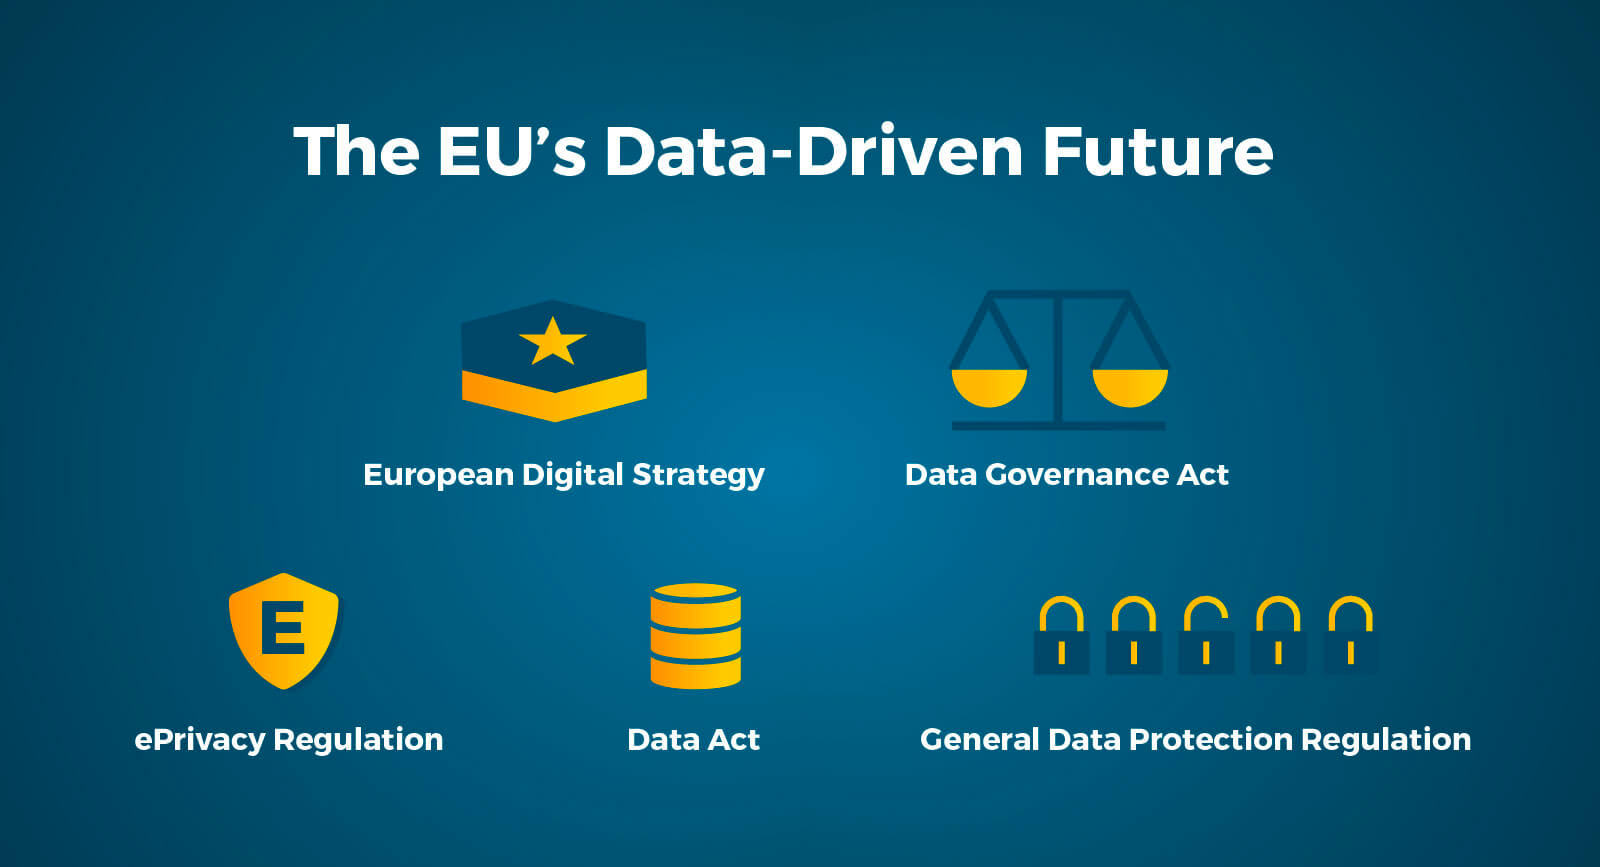 The EU’s Data-Driven Future
European Digital Strategy
Data Governance Act
E
ePrivacy Regulation
Data Act
General Data Protection Regulation